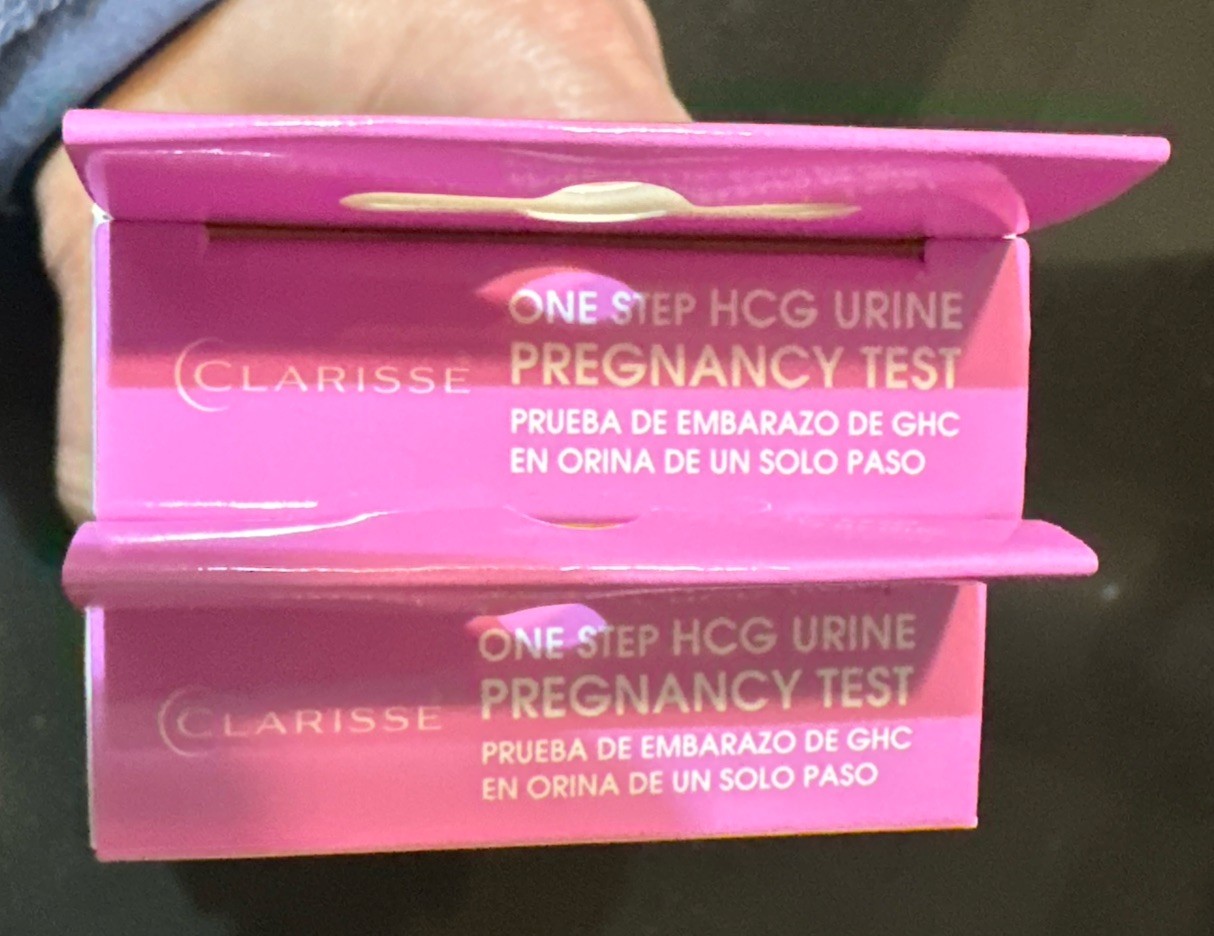 ONE STEP HCG URINE
CLARISSE
PREGNANCY TEST
PRUEBA DE EMBARAZO DE GHC
EN ORINA DE UN SOLO PASO
ONE STEP HCG URINE
CLARISSE
PREGNANCY TEST
PRUEBA DE EMBARAZO DE GHC
EN ORINA DE UN SOLO PASO